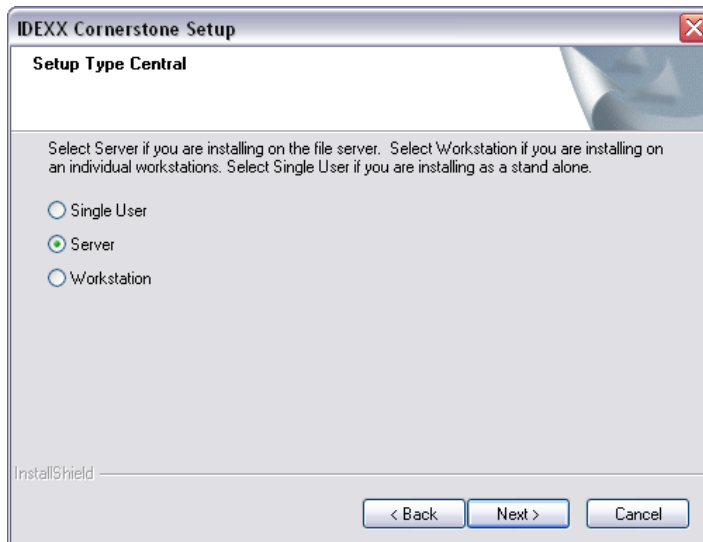 IDEXX Cornerstone Setup
Setup Type Central
Select Server if you are installing on the file server.  Select Workstation if you are installing on
an individual workstations. Select Single User if you are installing as a stand alone.
Single User
Server
Workstation
InstallShield
< Back
Next >
Cancel